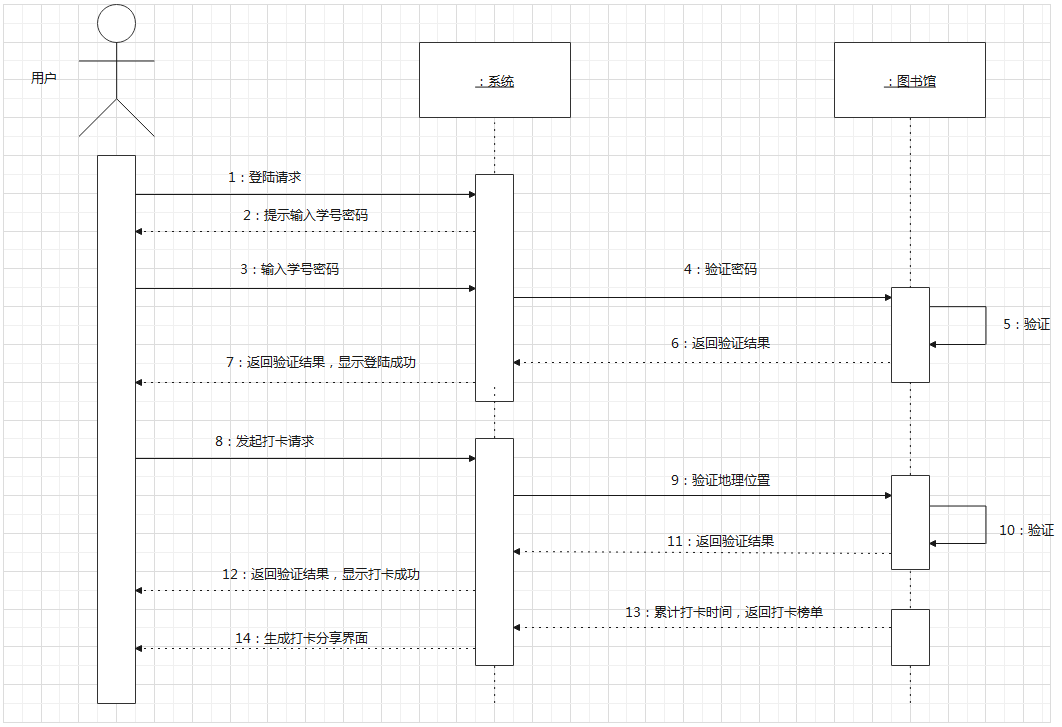 用户
：系统
：图书馆
1：登陆请求
2：提示输入学号密码
3：输入学号密码
4：验证密码
5：验证
6：返回验证结果
7：返回验证结果，显示登陆成功
8：发起打卡请求
9：验证地理位置
10：验证
11：返回验证结果
12：返回验证结果，显示打卡成功
13：累计打卡时间，返回打卡榜单
14：生成打卡分享界面